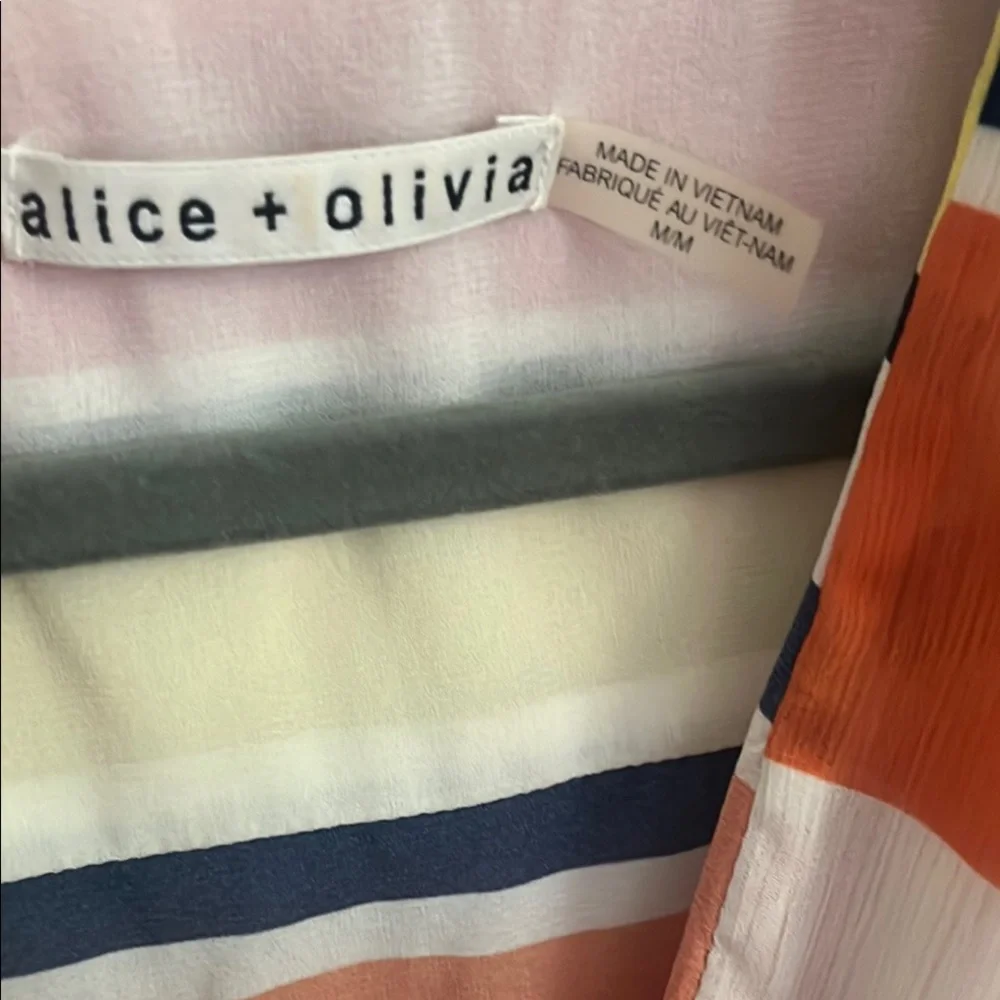 alice + olivia
MADE IN VIETNAM
FABRIQUÉ AU VIÊT-NAM
M/M